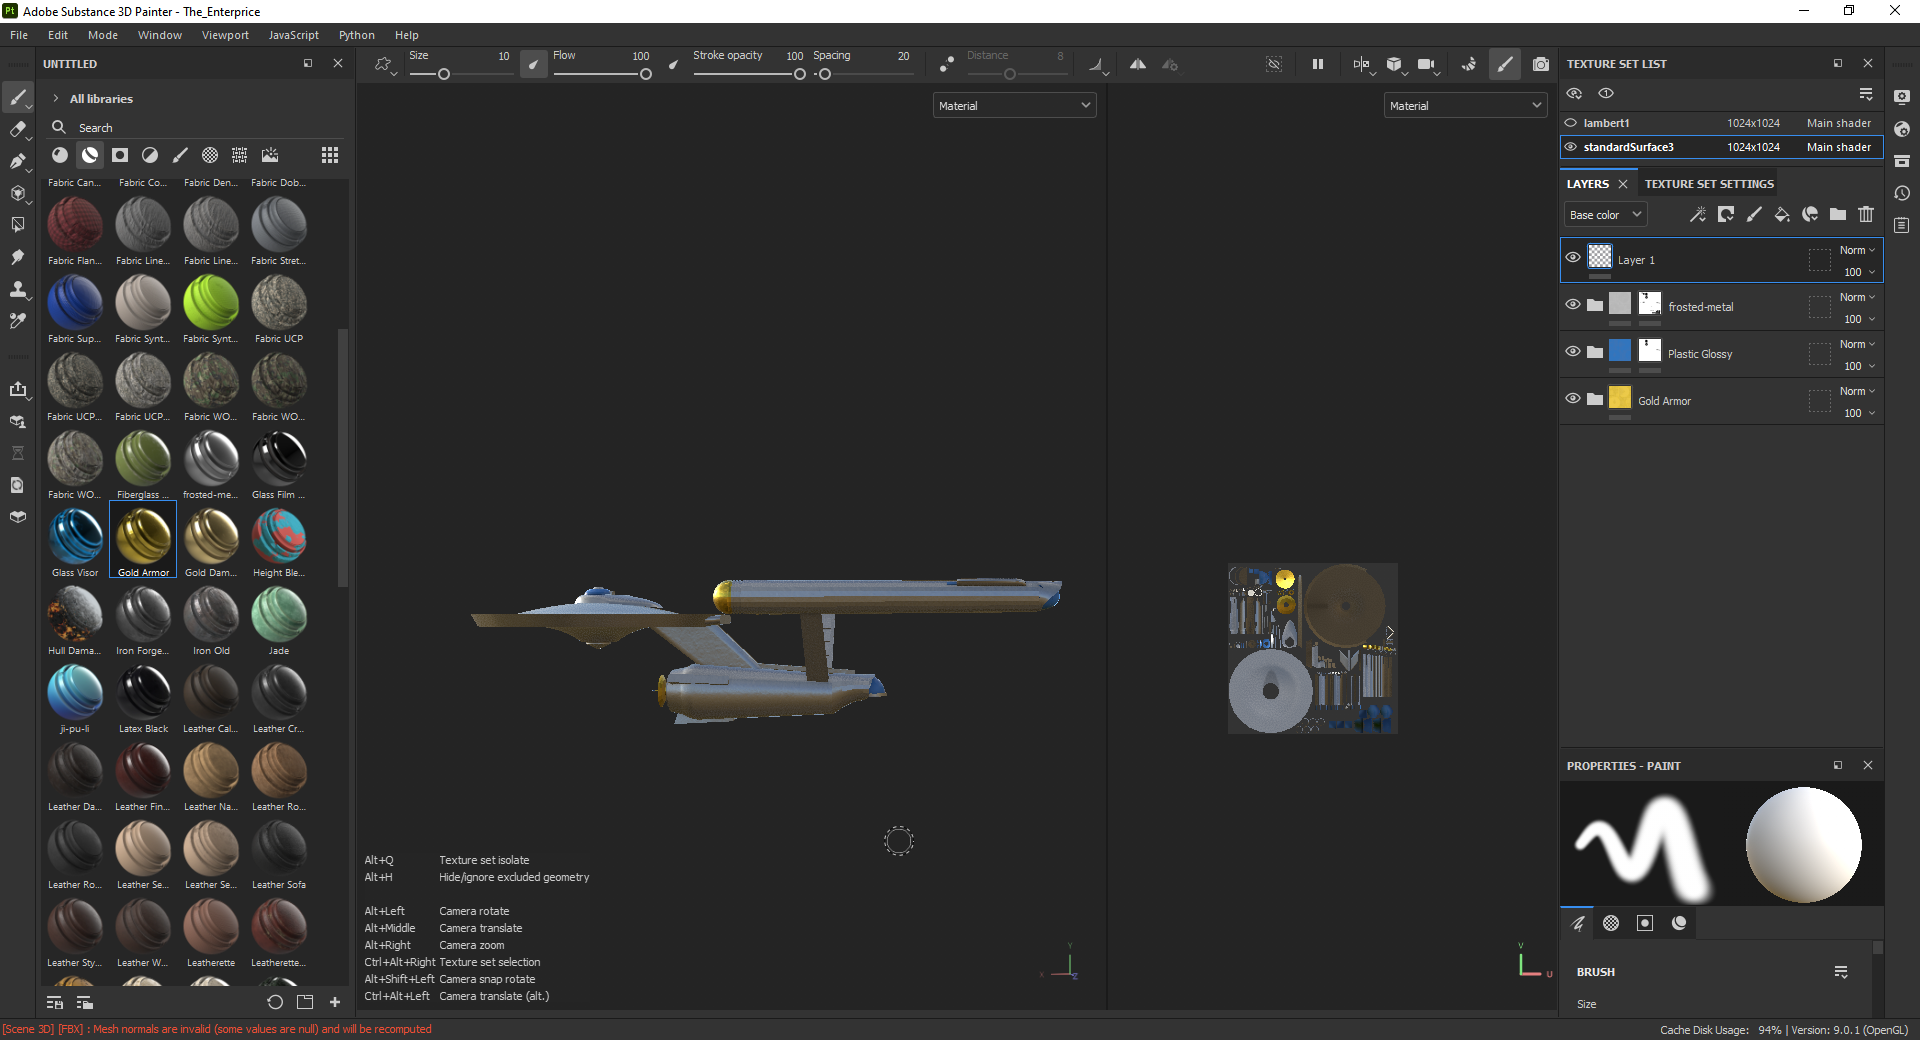 Pt Adobe Substance 3D Painter - The_Enterprice
File Edit Mode Window Viewport JavaScript Python Help
UNTITLED
Size 10 Flow 100 Stroke opacity 100 Spacing 20 Distance 8
All libraries
Search
Fabric Can... Fabric Co... Fabric Den... Fabric Dob...
Fabric Flan... Fabric Line... Fabric Line... Fabric Stret...
Fabric Sup... Fabric Synt... Fabric Synt... Fabric UCP
Fabric UCP... Fabric UCP... Fabric WO... Fabric WO...
Fabric WO... Fiberglass ... frosted-me... Glass Film ...
Glass Visor Gold Armor Gold Dam... Height Ble...
Hull Dama... Iron Forge... Iron Old Jade
ji-pu-li Latex Black Leather Cal... Leather Cr...
Leather Da... Leather Fin... Leather Na... Leather Ro...
Leather Ro... Leather Se... Leather Se... Leather Sofa
Leather Sty... Leather W... Leatherette Leatherette...
Material
Material
Alt+Q Texture set isolate
Alt+H Hide/ignore excluded geometry
Alt+Left Camera rotate
Alt+Middle Camera translate
Alt+Right Camera zoom
Ctrl+Alt+Right Texture set selection
Alt+Shift+Left Camera snap rotate
Ctrl+Alt+Left Camera translate (alt.)
Y
X
Z
V
U
TEXTURE SET LIST
lambert1 1024x1024 Main shader
standardSurface3 1024x1024 Main shader
LAYERS TEXTURE SET SETTINGS
Base color
Layer 1 Norm 100
frosted-metal Norm 100
Plastic Glossy Norm 100
Gold Armor Norm 100
PROPERTIES - PAINT
BRUSH
Size
[Scene 3D] [FBX] : Mesh normals are invalid (some values are null) and will be recomputed
Cache Disk Usage: 94% | Version: 9.0.1 (OpenGL)